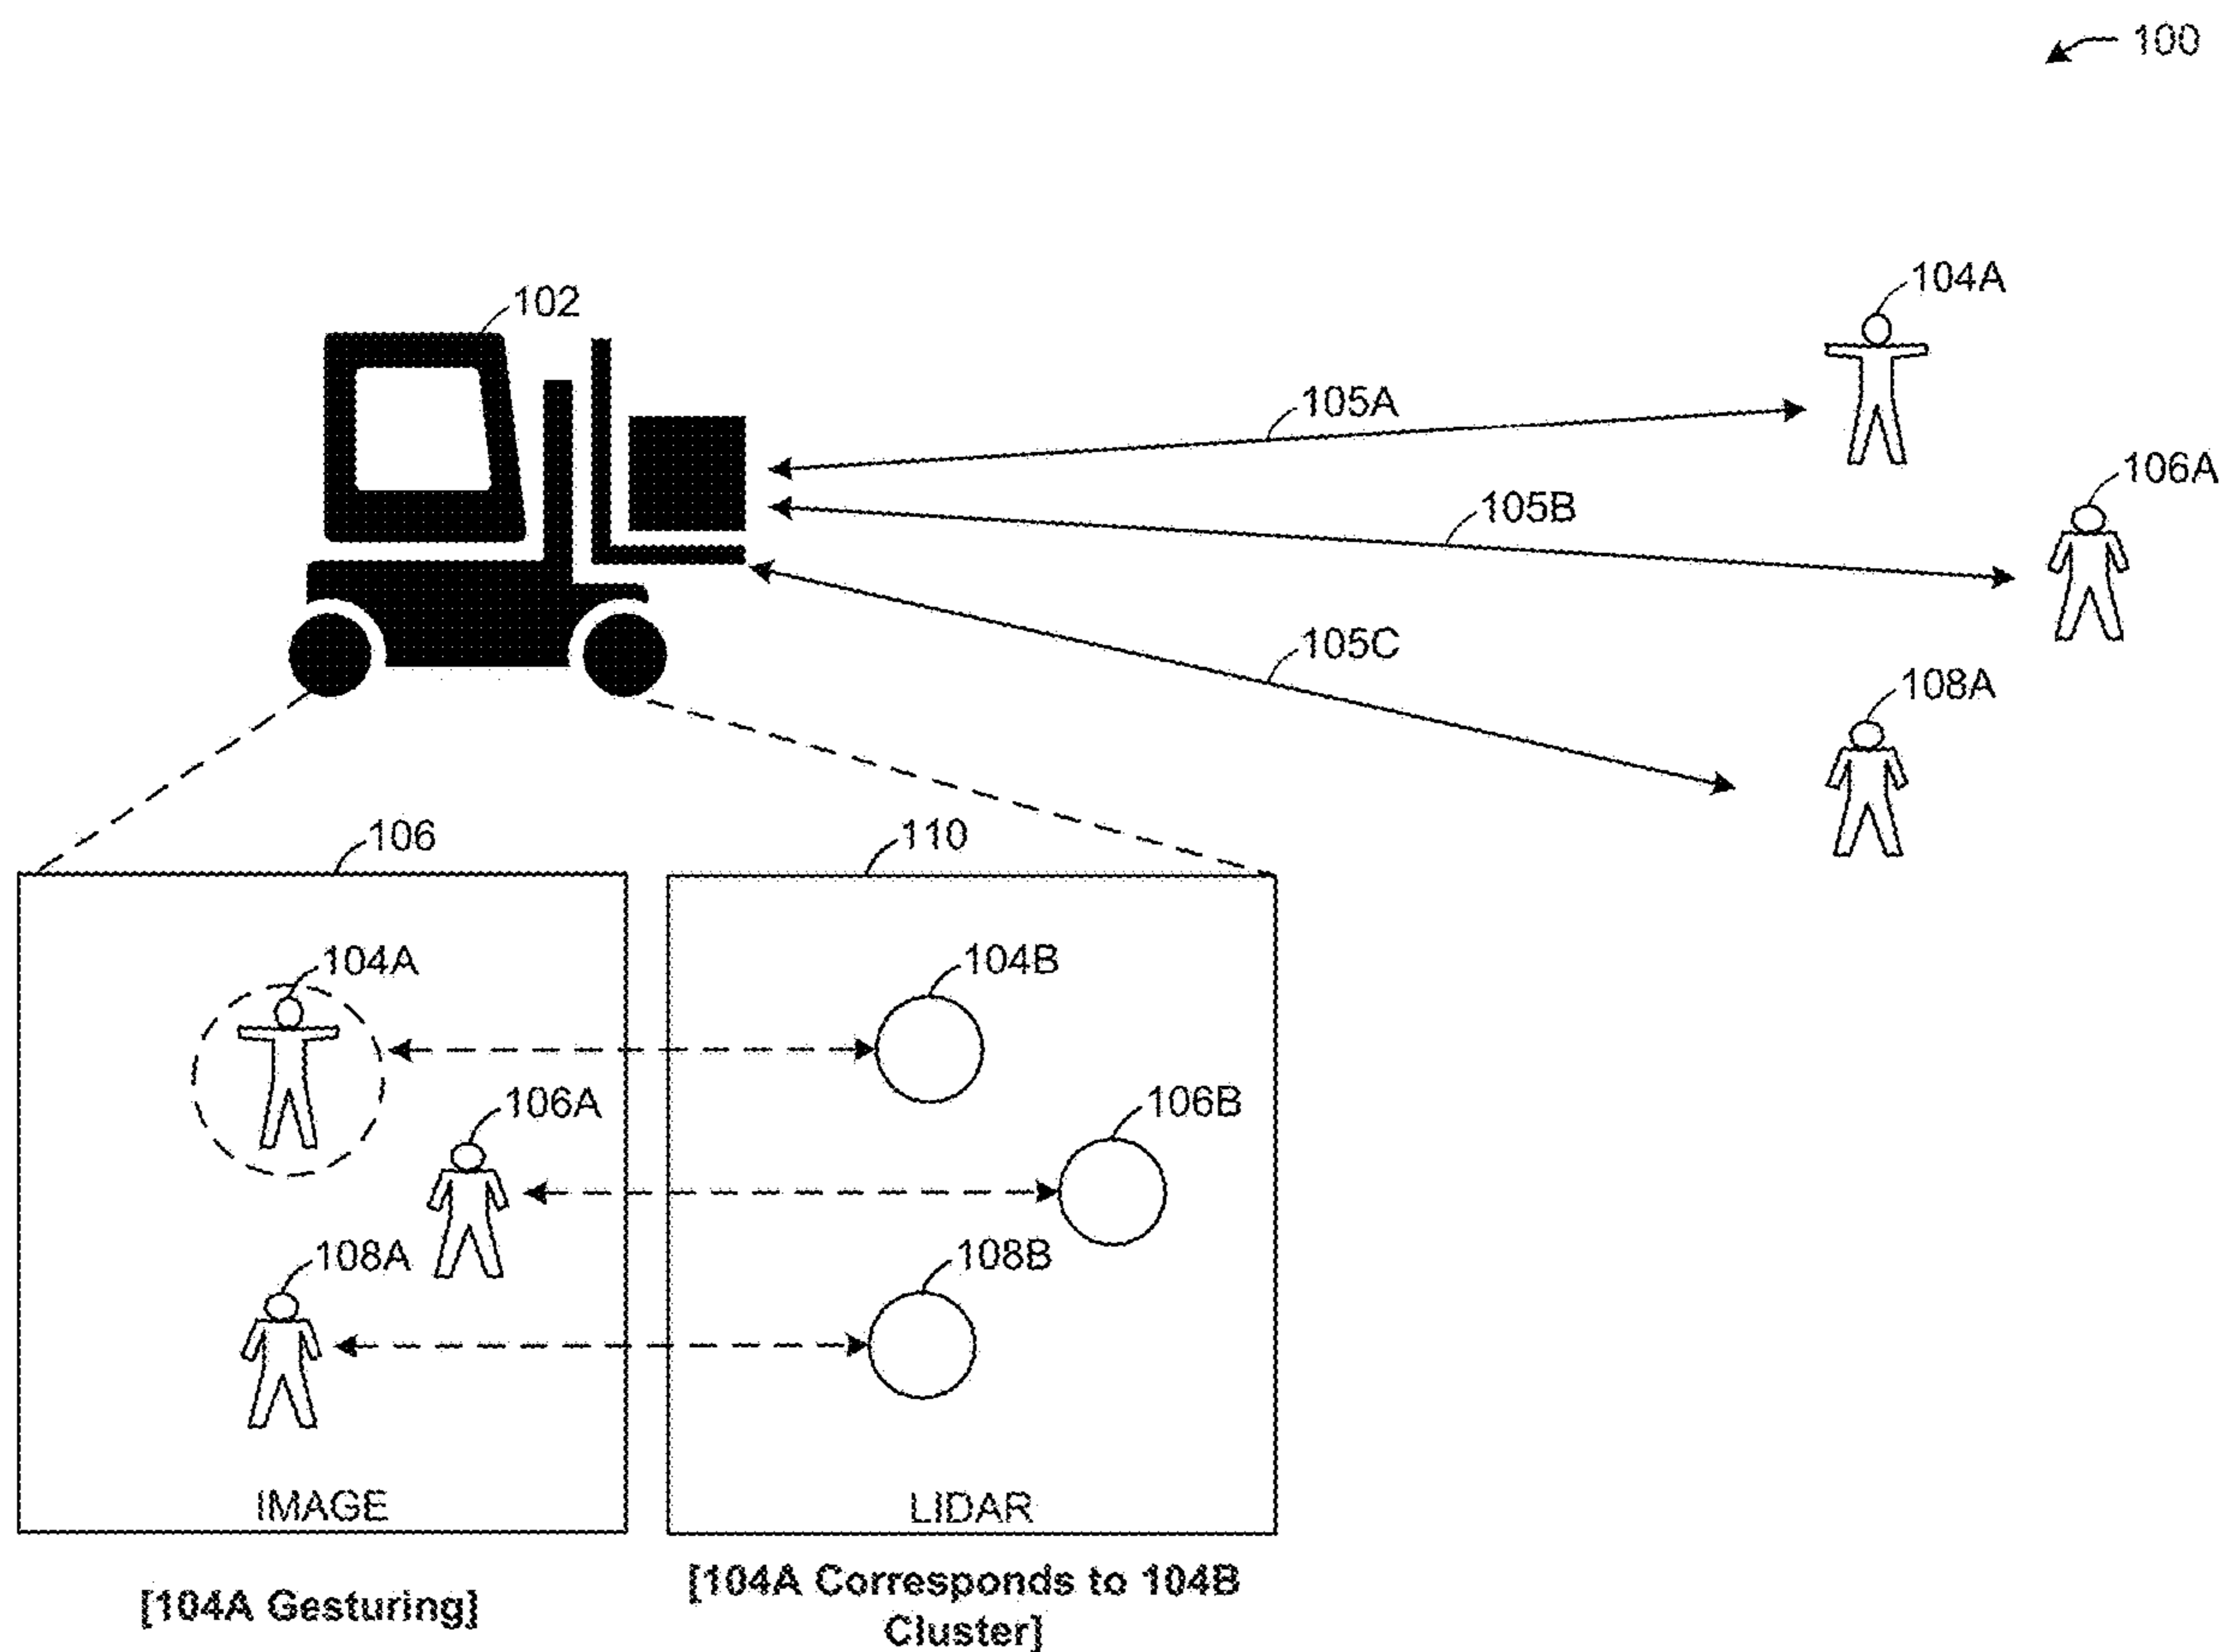 100
102
104A
105A
106A
105B
105C
108A
106
110
104A
104B
106A
106B
108A
108B
IMAGE
LIDAR
[104A Gesturing]
[104A Corresponds to 104B
Cluster]